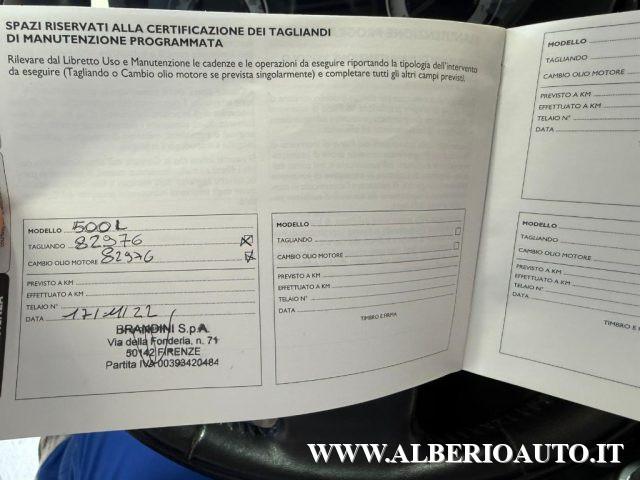 SPAZI RISERVATI ALLA CERTIFICAZIONE DEI TAGLIANDI
DI MANUTENZIONE PROGRAMMATA
Rilevare dal Libretto Uso e Manutenzione le cadenze e le operazioni da eseguire riportando la tipologia dell'intervento
da eseguire (Tagliando o Cambio olio motore se prevista singolarmente) e completare tutti gli altri campi previsti.
MODELLO 500L
TAGLIANDO 82976
CAMBIO OLIO MOTORE 82976
PREVISTO A KM
EFFETTUATO A KM
TELAIO N°
DATA 17/11/22
BRANDINI S.p.A.
Via della Fonderia, n. 71
50142 FIRENZE
Partita IVA 00393420484
MODELLO
TAGLIANDO
CAMBIO OLIO MOTORE
PREVISTO A KM
EFFETTUATO A KM
TELAIO N°
DATA
TIMBRO E FIRMA
MODELLO
TAGLIANDO
CAMBIO OLIO MOTORE
PREVISTO A KM
EFFETTUATO A KM
TELAIO N°
DATA
MODELLO
TAGLIANDO
CAMBIO OLIO MOTORE
PREVISTO A KM
EFFETTUATO A KM
TELAIO N°
DATA
TIMBRO E FIRMA
WWW.ALBERIOAUTO.IT